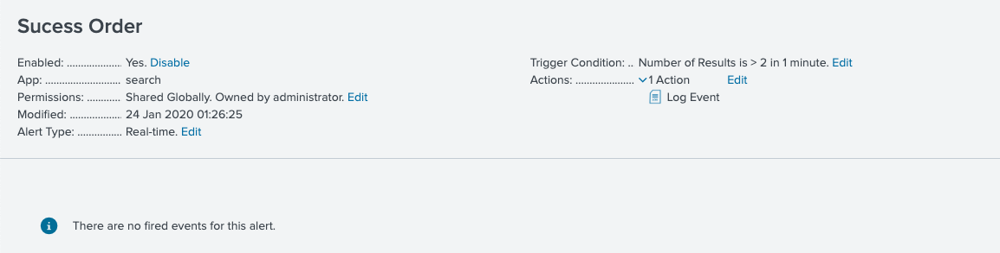 Sucess Order
Enabled: ................... Yes. Disable
App: .......................... search
Permissions: ............ Shared Globally. Owned by administrator. Edit
Modified: .................. 24 Jan 2020 01:26:25
Alert Type: ............... Real-time. Edit
Trigger Condition: .. Number of Results is > 2 in 1 minute. Edit
Actions: ..................... 1 Action Edit
Log Event
There are no fired events for this alert.